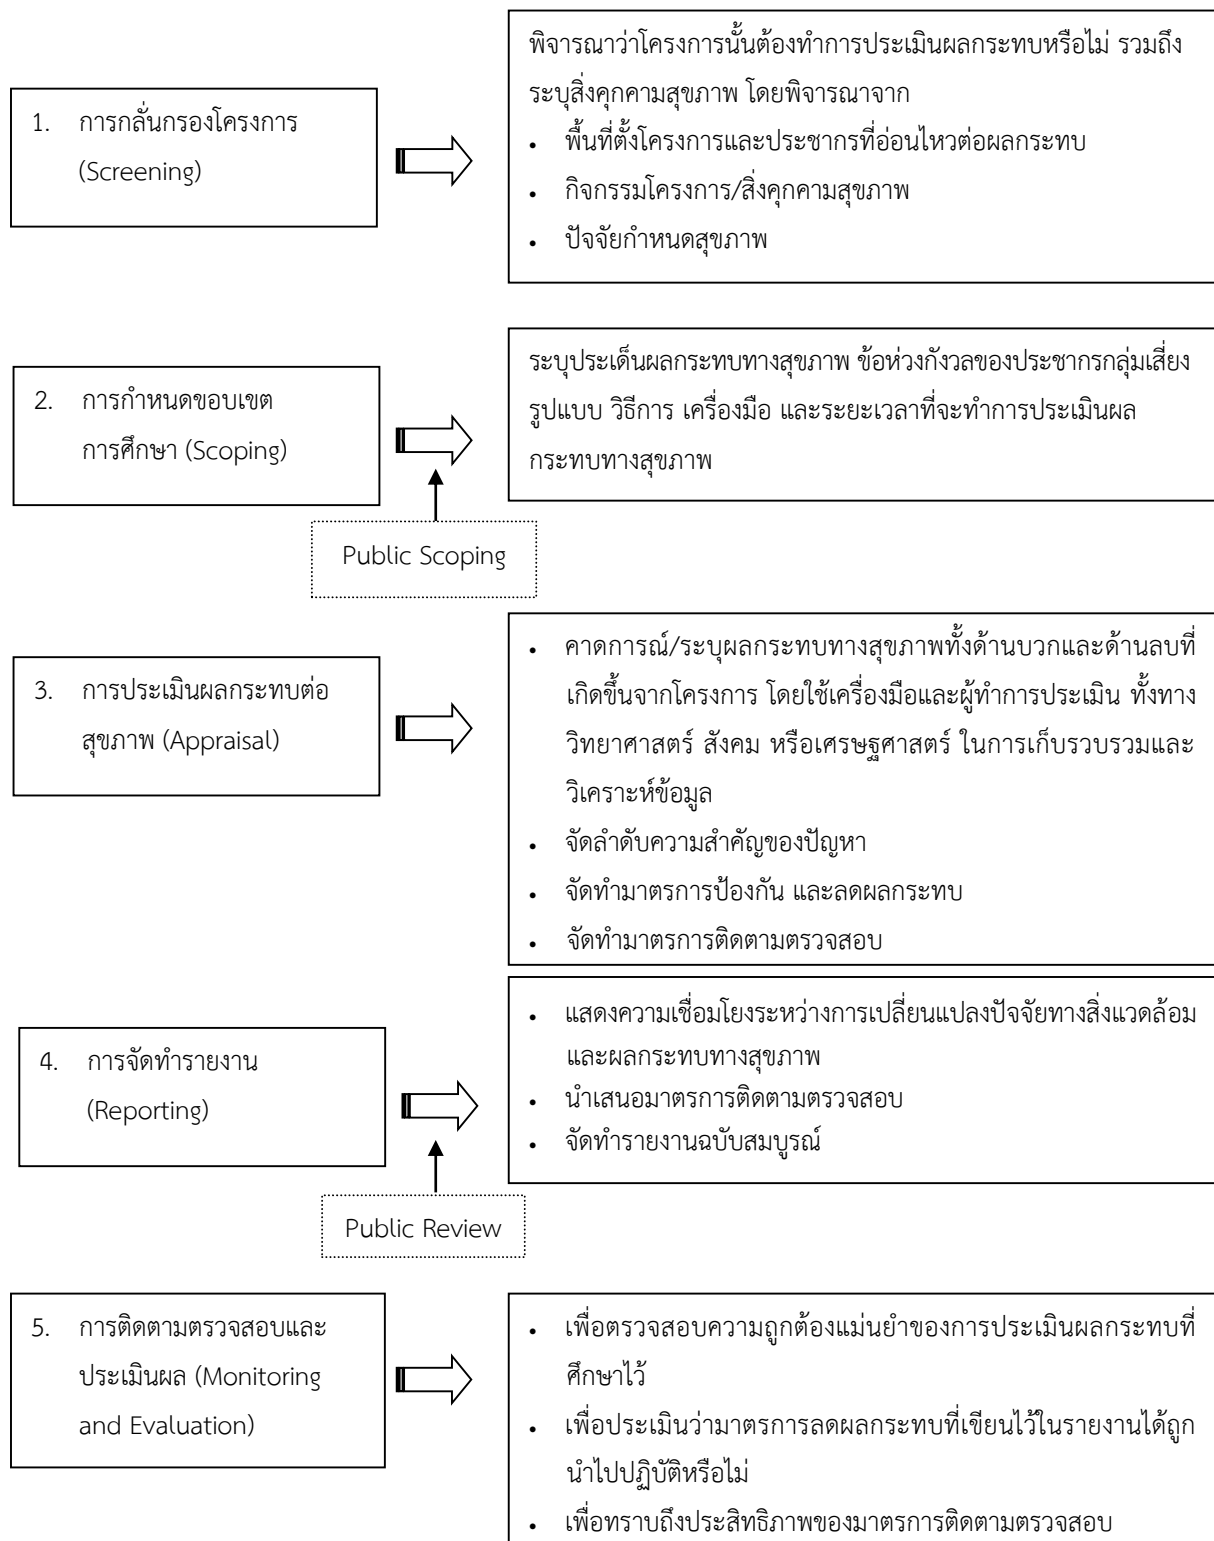 1. การกลั่นกรองโครงการ
(Screening)
พิจารณาว่าโครงการนั้นต้องทำการประเมินผลกระทบหรือไม่ รวมถึง
ระบุสิ่งคุกคามสุขภาพ โดยพิจารณาจาก
• พื้นที่ตั้งโครงการและประชากรที่อ่อนไหวต่อผลกระทบ
• กิจกรรมโครงการ/สิ่งคุกคามสุขภาพ
• ปัจจัยกำหนดสุขภาพ
2. การกำหนดขอบเขต
การศึกษา (Scoping)
ระบุประเด็นผลกระทบทางสุขภาพ ข้อห่วงกังวลของประชากรกลุ่มเสี่ยง
รูปแบบ วิธีการ เครื่องมือ และระยะเวลาที่จะทำการประเมินผล
กระทบทางสุขภาพ
Public Scoping
3. การประเมินผลกระทบต่อ
สุขภาพ (Appraisal)
• คาดการณ์/ระบุผลกระทบทางสุขภาพทั้งด้านบวกและด้านลบที่
เกิดขึ้นจากโครงการ โดยใช้เครื่องมือและผู้ทำการประเมิน ทั้งทาง
วิทยาศาสตร์ สังคม หรือเศรษฐศาสตร์ ในการเก็บรวบรวมและ
วิเคราะห์ข้อมูล
• จัดลำดับความสำคัญของปัญหา
• จัดทำมาตรการป้องกัน และลดผลกระทบ
• จัดทำมาตรการติดตามตรวจสอบ
4. การจัดทำรายงาน
(Reporting)
• แสดงความเชื่อมโยงระหว่างการเปลี่ยนแปลงปัจจัยทางสิ่งแวดล้อม
และผลกระทบทางสุขภาพ
• นำเสนอมาตรการติดตามตรวจสอบ
• จัดทำรายงานฉบับสมบูรณ์
Public Review
5. การติดตามตรวจสอบและ
ประเมินผล (Monitoring
and Evaluation)
• เพื่อตรวจสอบความถูกต้องแม่นยำของการประเมินผลกระทบที่
ศึกษาไว้
• เพื่อประเมินว่ามาตรการลดผลกระทบที่เขียนไว้ในรายงานได้ถูก
นำไปปฏิบัติหรือไม่
• เพื่อทราบถึงประสิทธิภาพของมาตรการติดตามตรวจสอบ